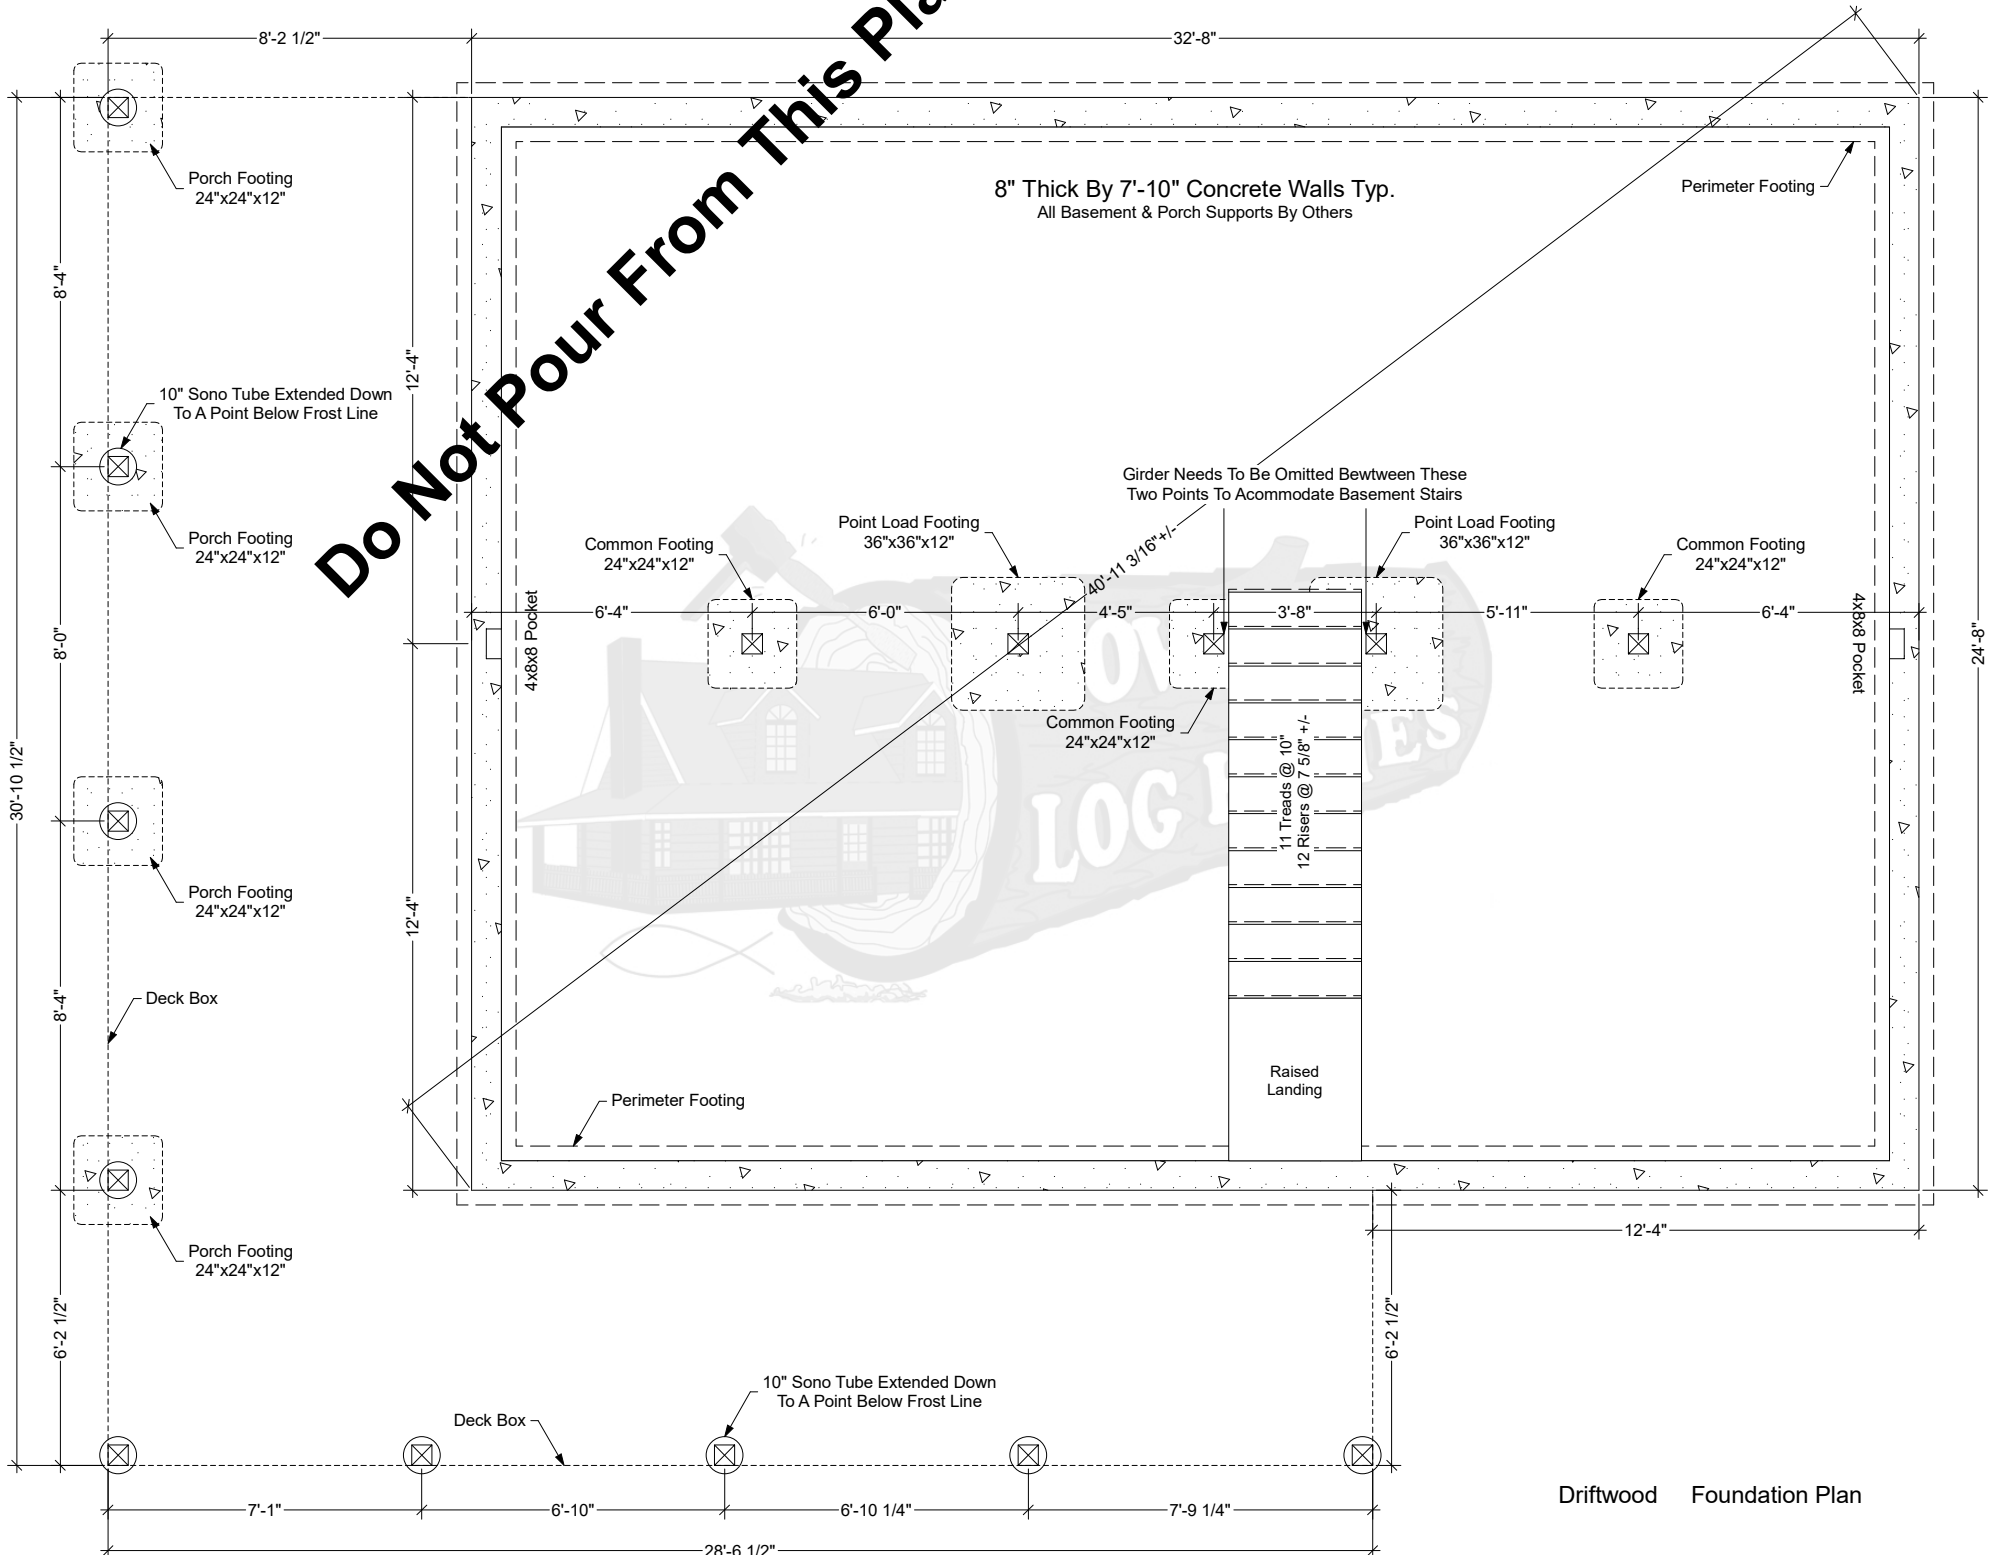 8'-2 1/2"
32'-8"
Do Not Pour From This Pla
Porch Footing
24"x24"x12"
8" Thick By 7'-10" Concrete Walls Typ.
All Basement & Porch Supports By Others
Perimeter Footing
8'-4"
12'-4"
10" Sono Tube Extended Down
To A Point Below Frost Line
Porch Footing
24"x24"x12"
Girder Needs To Be Omitted Bewtween These
Two Points To Acommodate Basement Stairs
Common Footing
24"x24"x12"
Point Load Footing
36"x36"x12"
40'-11 3/16"+/-
Point Load Footing
36"x36"x12"
Common Footing
24"x24"x12"
6'-4"
6'-0"
4'-5"
3'-8"
5'-11"
6'-4"
4x8x8 Pocket
4x8x8 Pocket
8'-0"
24'-8"
Common Footing
24"x24"x12"
30'-10 1/2"
11 Treads @ 10"
12 Risers @ 7 5/8" +/-
LOG
Porch Footing
24"x24"x12"
12'-4"
8'-4"
Deck Box
Raised
Landing
Perimeter Footing
Porch Footing
24"x24"x12"
12'-4"
6'-2 1/2"
6'-2 1/2"
10" Sono Tube Extended Down
To A Point Below Frost Line
Deck Box
7'-1"
6'-10"
6'-10 1/4"
7'-9 1/4"
Driftwood Foundation Plan
28'-6 1/2"